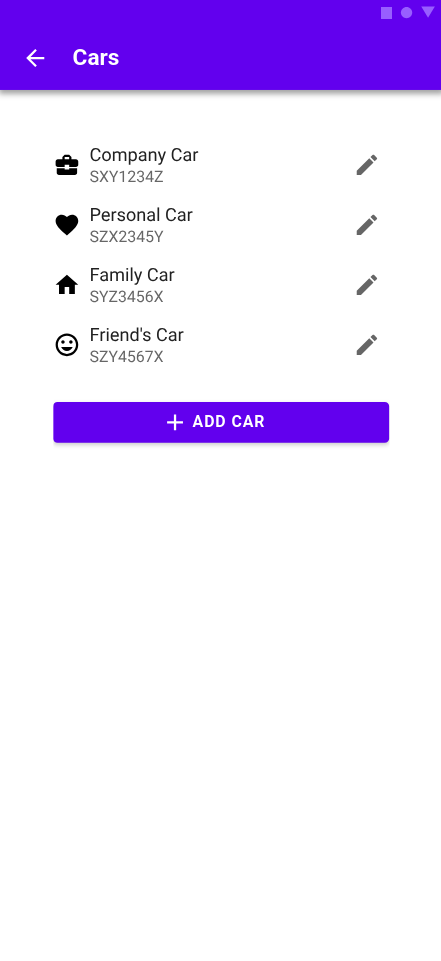 Cars
Company Car
SXY1234Z
Personal Car
SZX2345Y
Family Car
SYZ3456X
Friend's Car
SZY4567X
ADD CAR